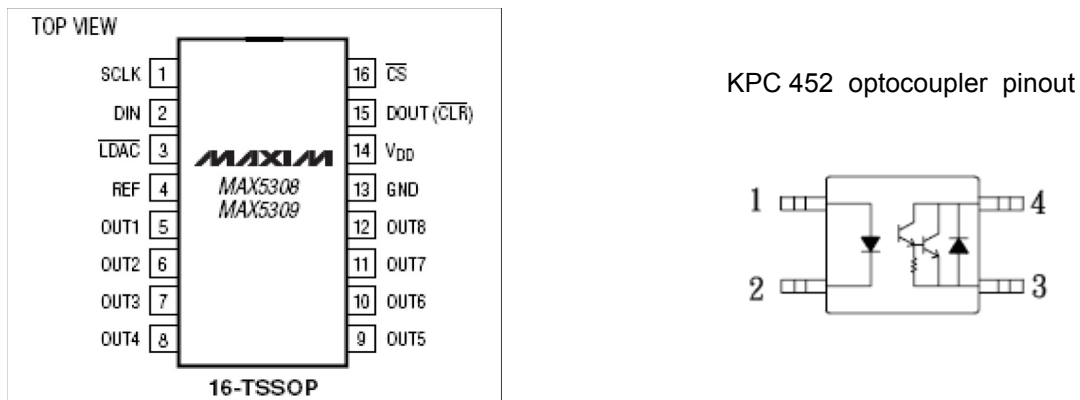 TOP VIEW
SCLK 1
DIN 2
LDAC 3
REF 4
OUT1 5
OUT2 6
OUT3 7
OUT4 8
MAXIM
MAX5308
MAX5309
16 CS
15 DOUT (CLR)
14 VDD
13 GND
12 OUT8
11 OUT7
10 OUT6
9 OUT5
16-TSSOP
KPC 452 optocoupler pinout
1
2
4
3